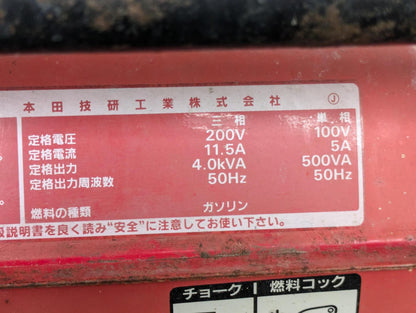 本田技研工業株式会社 Ⓙ
三相 単相
定格電圧 200V 100V
定格電流 11.5A 5A
定格出力 4.0kVA 500VA
定格出力周波数 50Hz 50Hz
燃料の種類 ガソリン
扱説明書を良く読み“安全”に注意してお使い下さい。
チョーク 燃料コック